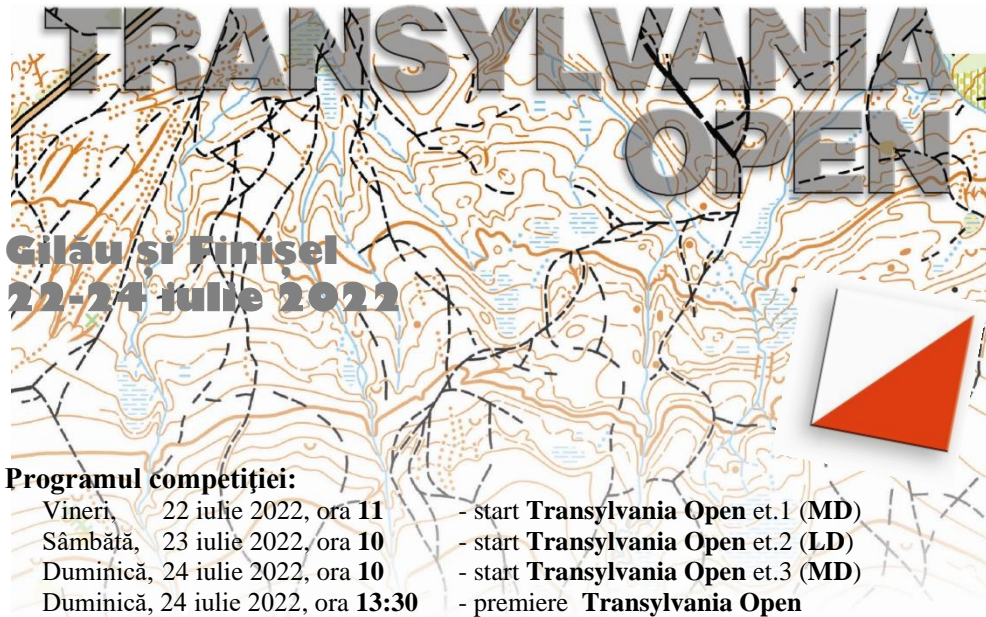 TRANSYLVANIA
OPEN
Gilău și Finișel
22-24 iulie 2022
Programul competiţiei:
Vineri, 22 iulie 2022, ora 11 - start Transylvania Open et.1 (MD)
Sâmbătă, 23 iulie 2022, ora 10 - start Transylvania Open et.2 (LD)
Duminică, 24 iulie 2022, ora 10 - start Transylvania Open et.3 (MD)
Duminică, 24 iulie 2022, ora 13:30 - premiere Transylvania Open